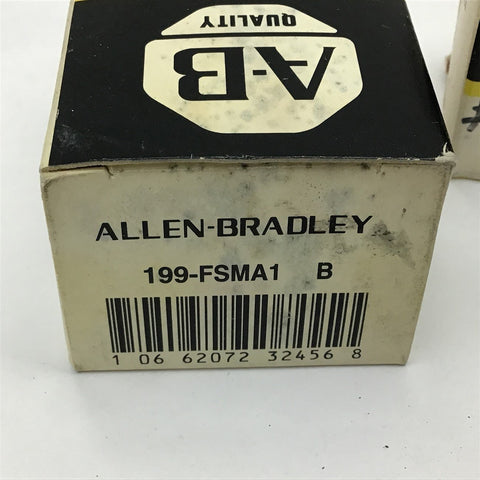 QUALITY
A-B
ALLEN-BRADLEY
199-FSMA1 B
1 06 62072 32456 8